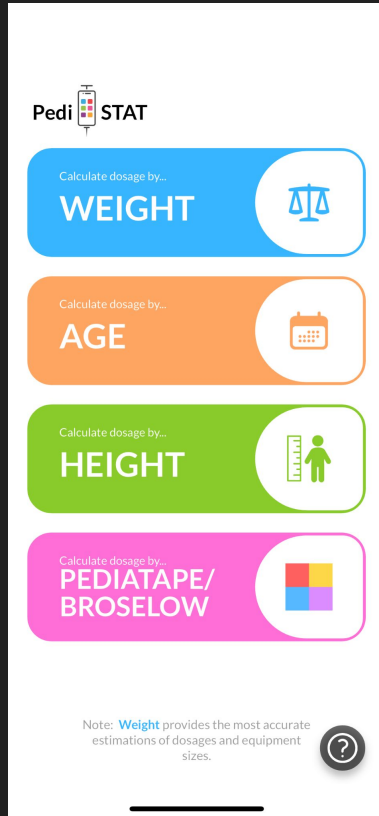 Pedi STAT
Calculate dosage by...
WEIGHT
Calculate dosage by...
AGE
Calculate dosage by...
HEIGHT
Calculate dosage by...
PEDIATAPE/
BROSELOW
Note: Weight provides the most accurate
estimations of dosages and equipment
sizes.
?